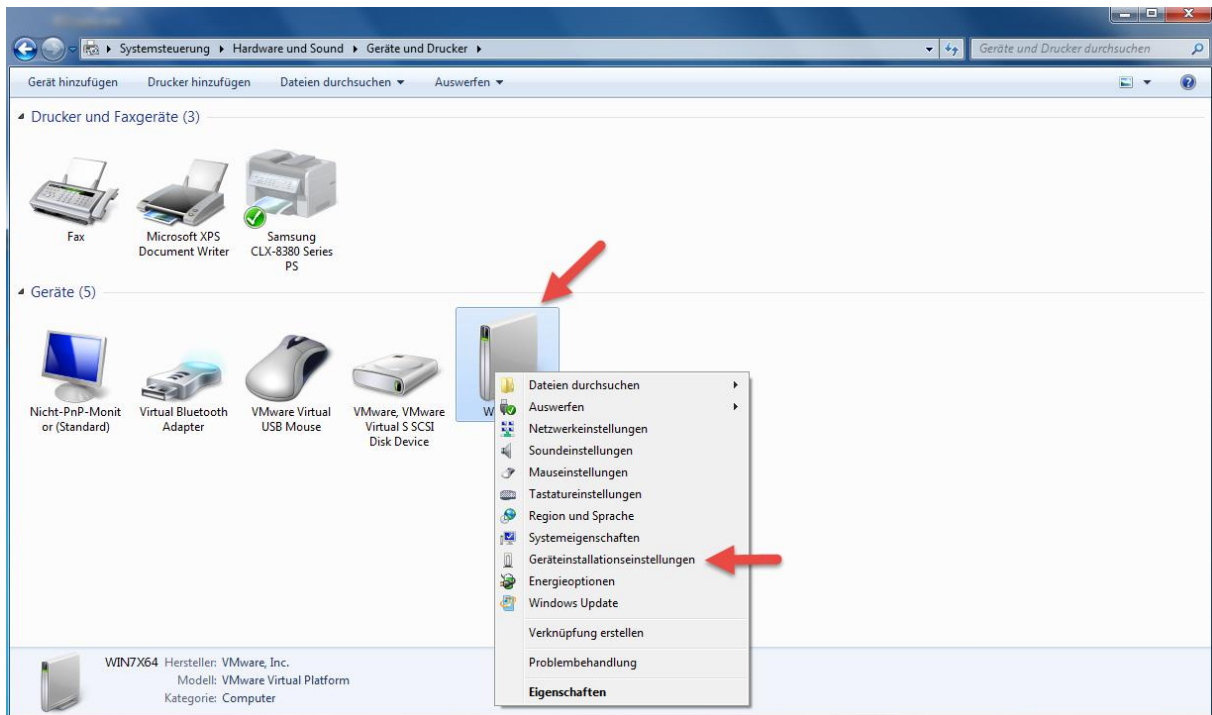 Systemsteuerung ▸ Hardware und Sound ▸ Geräte und Drucker ▸
Geräte und Drucker durchsuchen
Gerät hinzufügen Drucker hinzufügen Dateien durchsuchen Auswerfen
Drucker und Faxgeräte (3)
Fax
Microsoft XPS
Document Writer
Samsung
CLX-8380 Series
PS
Geräte (5)
Nicht-PnP-Monit
or (Standard)
Virtual Bluetooth
Adapter
VMware Virtual
USB Mouse
VMware, VMware
Virtual S SCSI
Disk Device
W
Dateien durchsuchen
Auswerfen
Netzwerkeinstellungen
Soundeinstellungen
Mauseinstellungen
Tastatureinstellungen
Region und Sprache
Systemeigenschaften
Geräteinstallationseinstellungen
Energieoptionen
Windows Update
Verknüpfung erstellen
Problembehandlung
Eigenschaften
WIN7X64 Hersteller: VMware, Inc.
Modell: VMware Virtual Platform
Kategorie: Computer